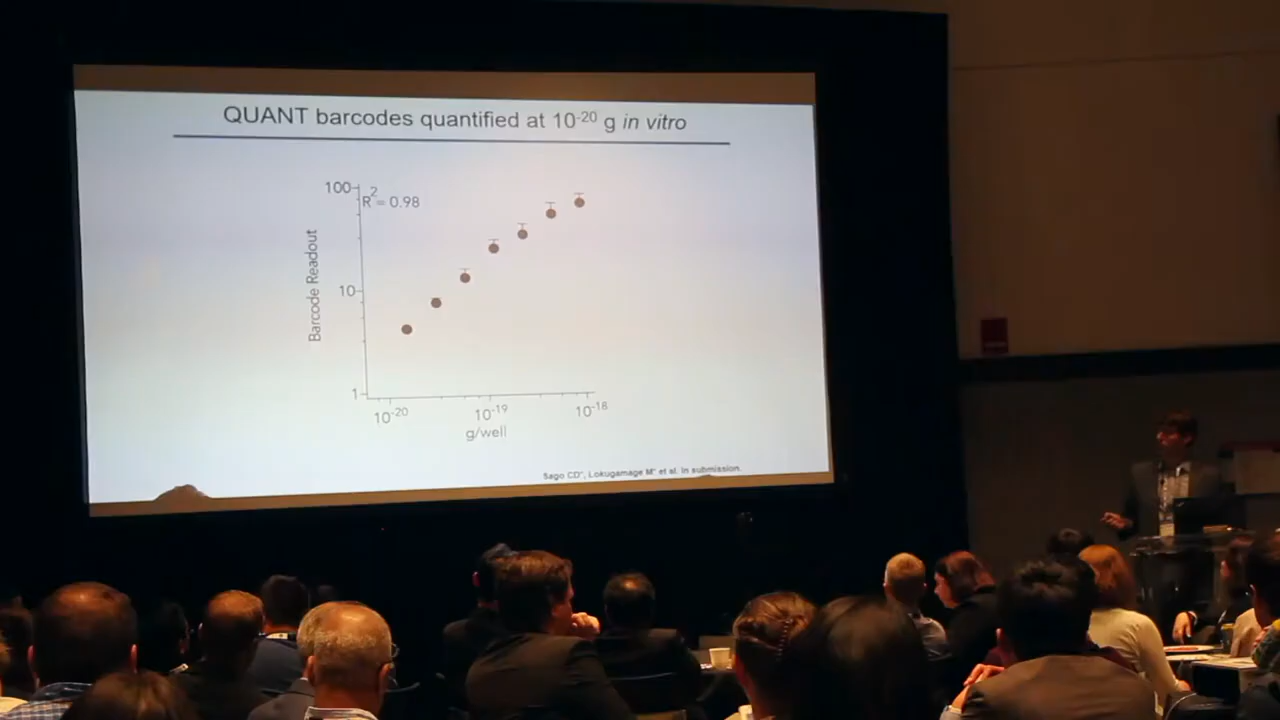 QUANT barcodes quantified at 10⁻²⁰ g in vitro
100
R² = 0.98
Barcode Readout
10
1
10⁻²⁰
10⁻¹⁹
10⁻¹⁸
g/well
Sago CD*, Lokugamage M* et al. In submission.